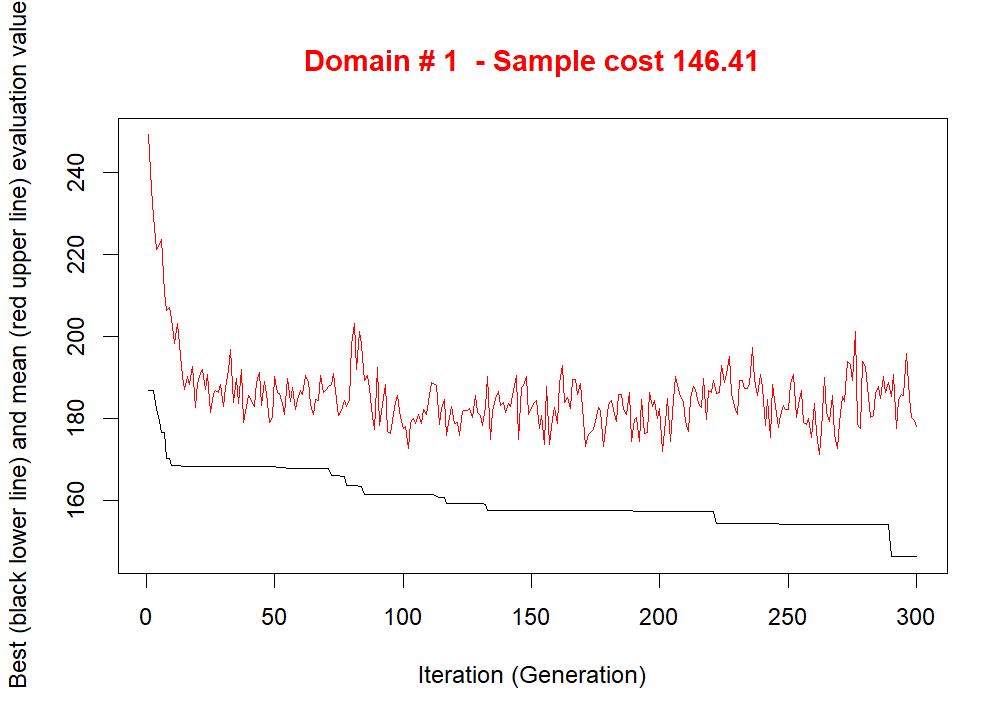 Domain # 1  - Sample cost 146.41
Best (black lower line) and mean (red upper line) evaluation value
240
220
200
180
160
0 50 100 150 200 250 300
Iteration (Generation)